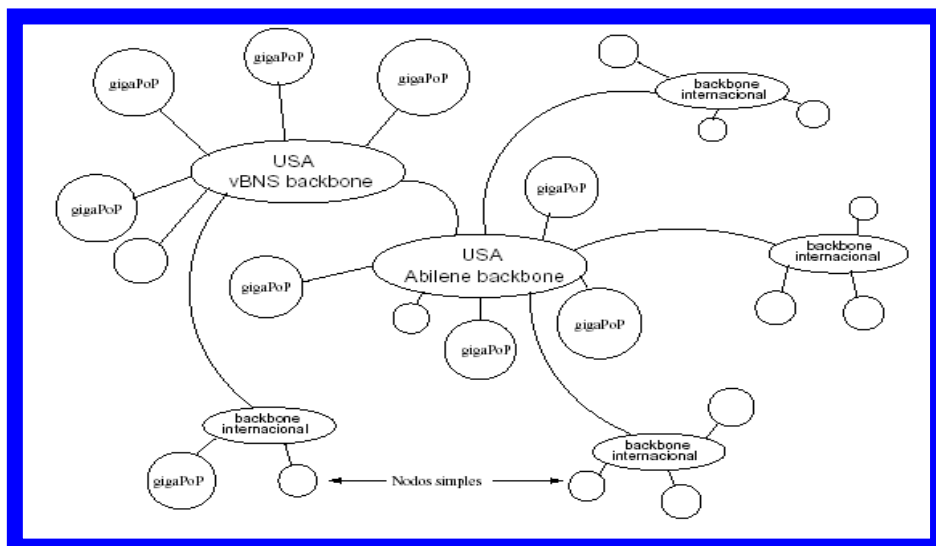 gigaPoP
gigaPoP
gigaPoP
backbone
internacional
USA
vBNS backbone
gigaPoP
gigaPoP
backbone
internacional
USA
Abilene backbone
gigaPoP
gigaPoP
gigaPoP
backbone
internacional
backbone
internacional
gigaPoP
Nodos simples